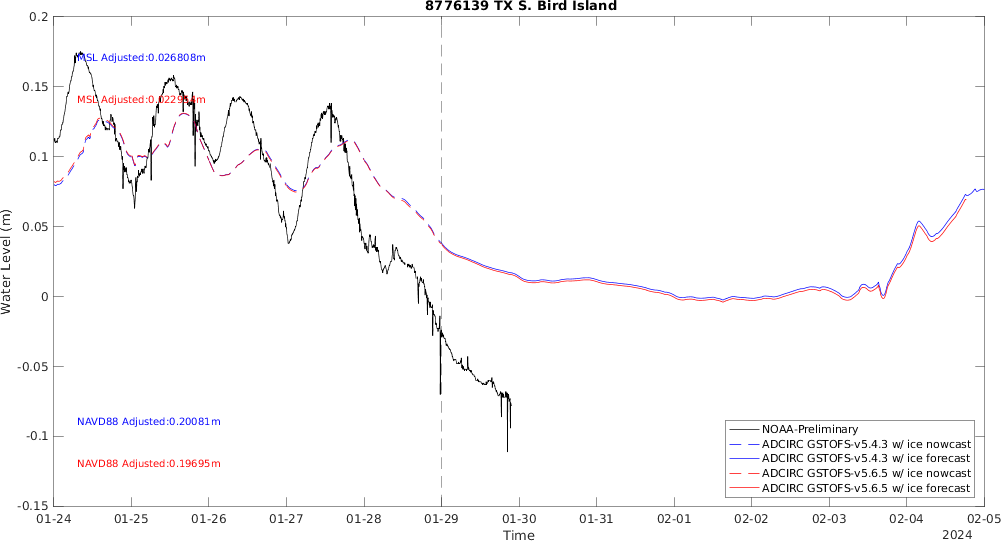 8776139 TX S. Bird Island
0.2
0.15
0.1
0.05
0
-0.05
-0.1
-0.15
Water Level (m)
MSL Adjusted:0.026808m
NAVD88 Adjusted:0.20081m
NAVD88 Adjusted:0.19695m
NOAA-Preliminary
ADCIRC GSTOFS-v5.4.3 w/ ice nowcast
ADCIRC GSTOFS-v5.4.3 w/ ice forecast
ADCIRC GSTOFS-v5.6.5 w/ ice nowcast
ADCIRC GSTOFS-v5.6.5 w/ ice forecast
01-24 01-25 01-26 01-27 01-28 01-29 01-30 01-31 02-01 02-02 02-03 02-04 02-05
Time
2024
MSL